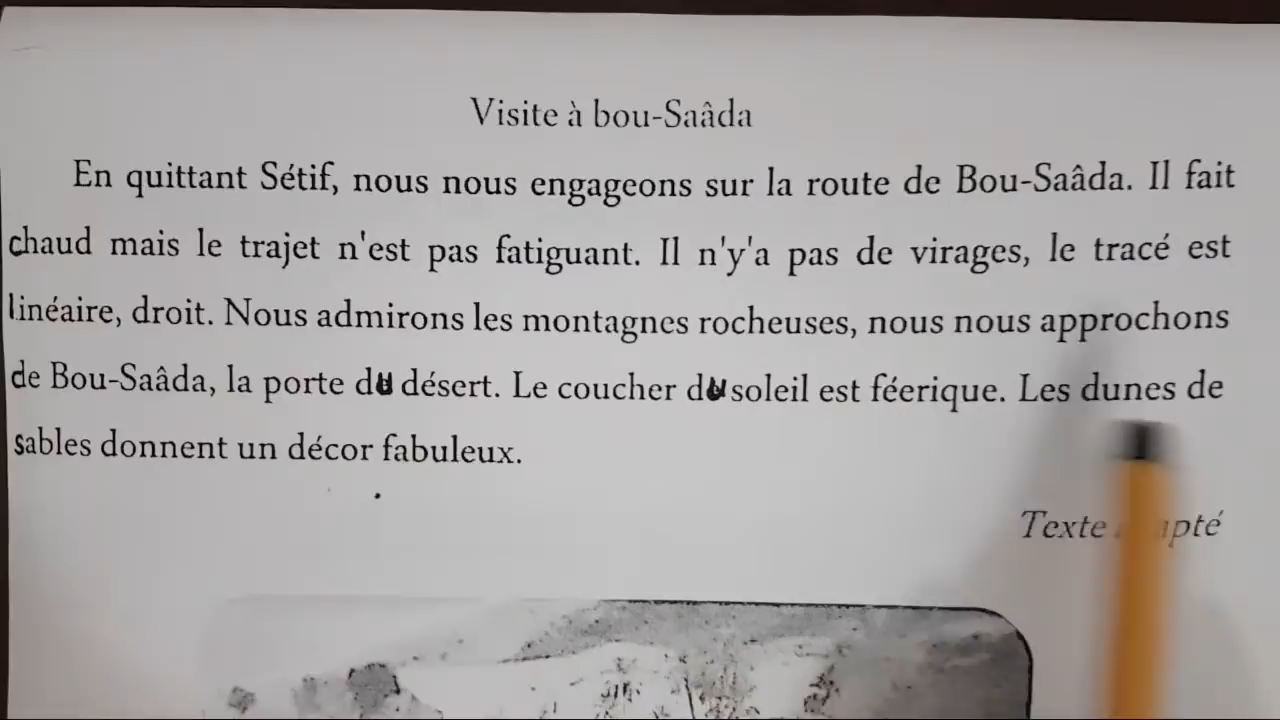 Visite à bou-Saâda
En quittant Sétif, nous nous engageons sur la route de Bou-Saâda. Il fait
chaud mais le trajet n'est pas fatiguant. Il n'y'a pas de virages, le tracé est
linéaire, droit. Nous admirons les montagnes rocheuses, nous nous approchons
de Bou-Saâda, la porte du désert. Le coucher du soleil est féerique. Les dunes de
sables donnent un décor fabuleux.
Texte